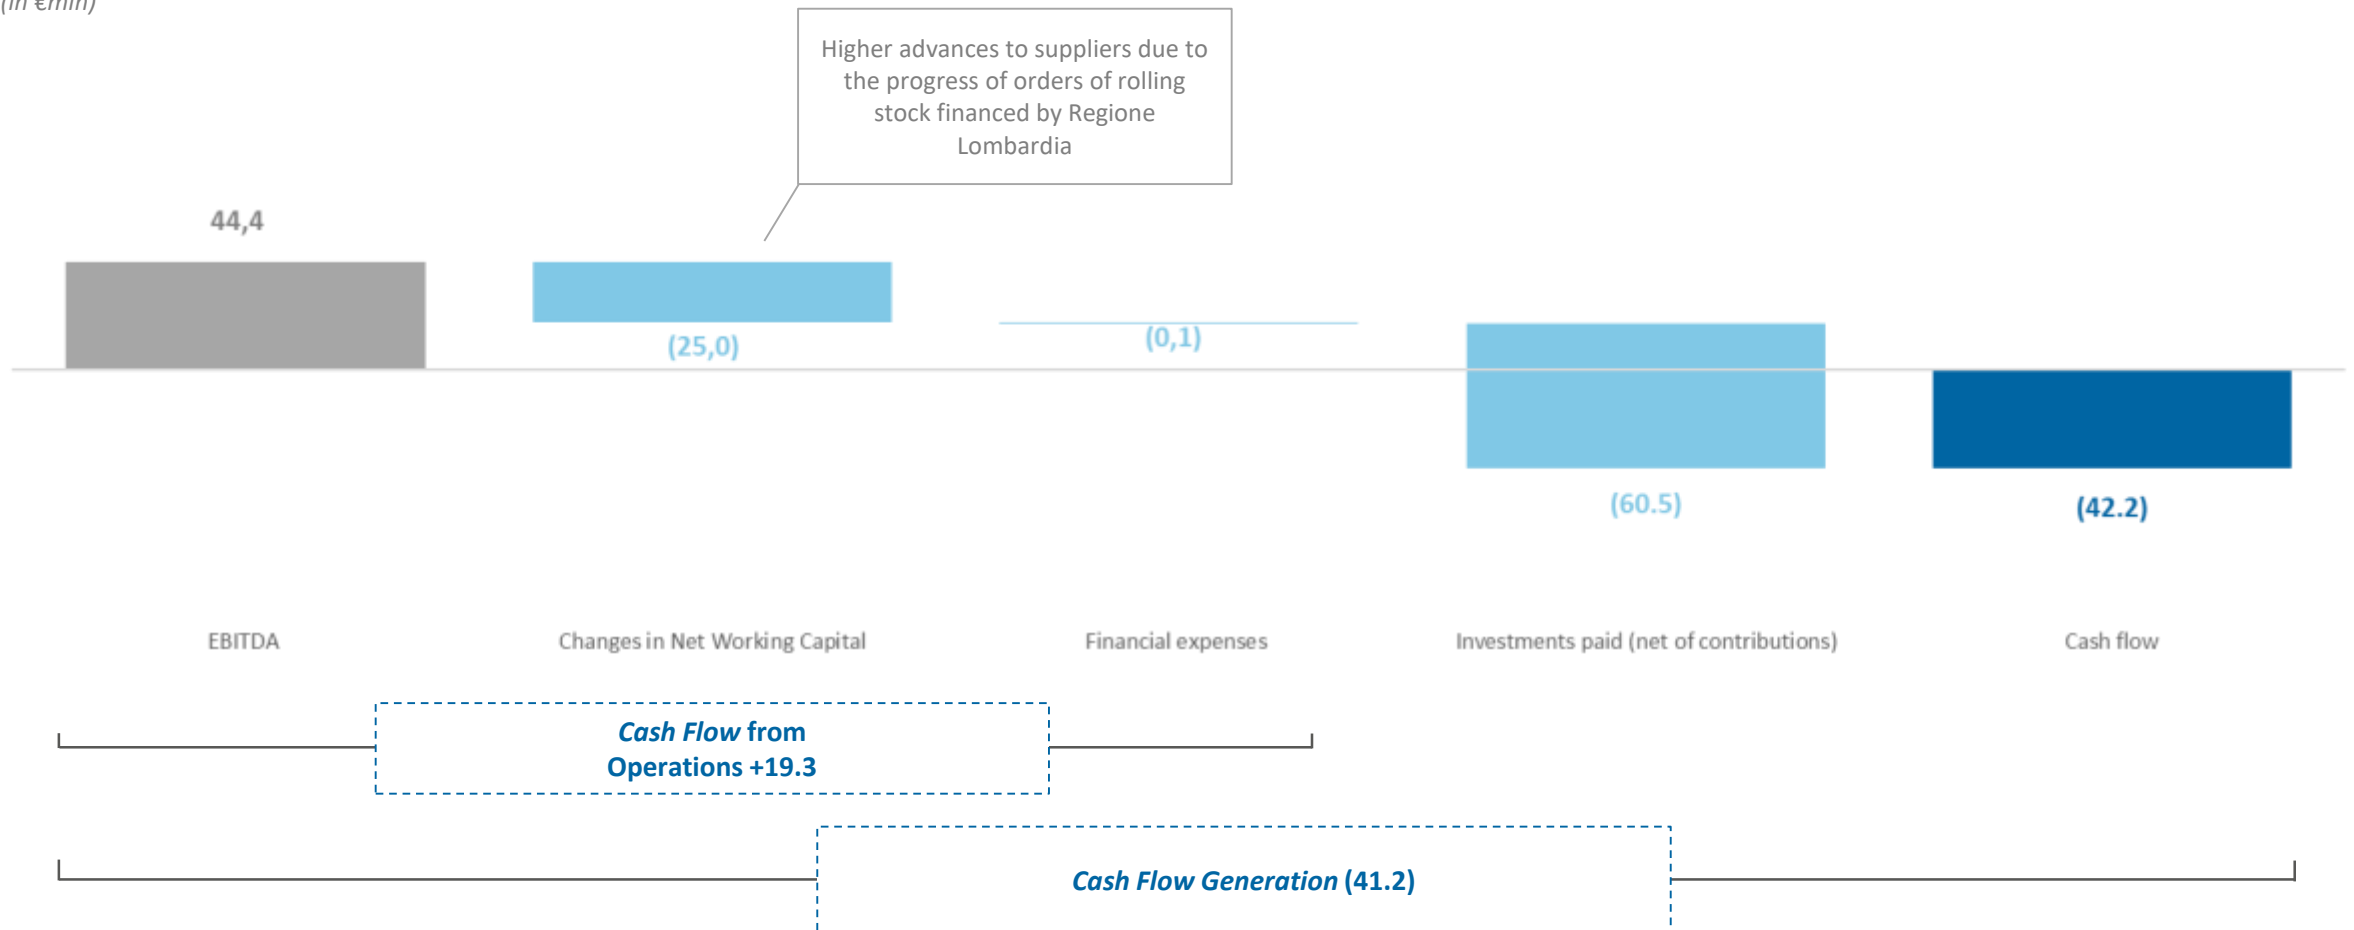 (in €mln)
Higher advances to suppliers due to
the progress of orders of rolling
stock financed by Regione
Lombardia
44,4
(25,0)
(0,1)
(60.5)
(42.2)
EBITDA
Changes in Net Working Capital
Financial expenses
Investments paid (net of contributions)
Cash flow
Cash Flow from
Operations +19.3
Cash Flow Generation (41.2)